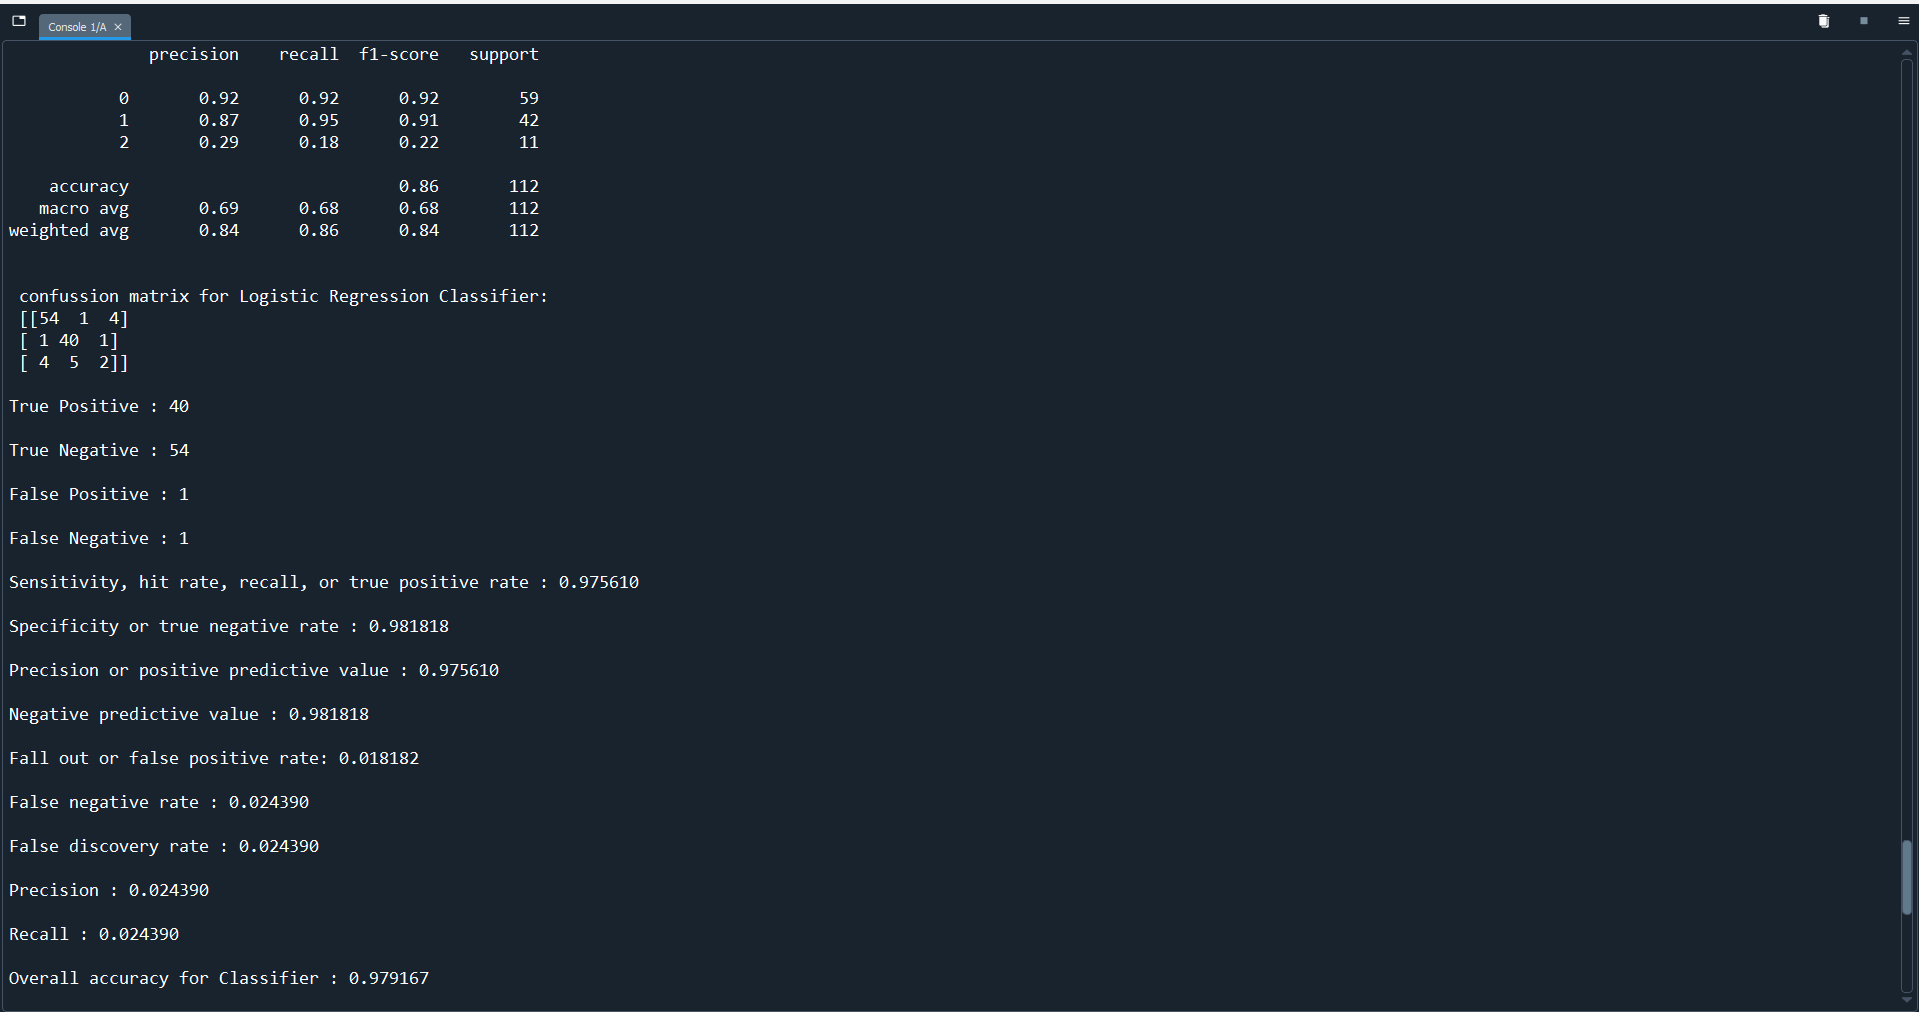 Console 1/A ×
precision recall f1-score support
0 0.92 0.92 0.92 59
1 0.87 0.95 0.91 42
2 0.29 0.18 0.22 11
accuracy 0.86 112
macro avg 0.69 0.68 0.68 112
weighted avg 0.84 0.86 0.84 112
confussion matrix for Logistic Regression Classifier:
[[54 1 4]
[ 1 40 1]
[ 4 5 2]]
True Positive : 40
True Negative : 54
False Positive : 1
False Negative : 1
Sensitivity, hit rate, recall, or true positive rate : 0.975610
Specificity or true negative rate : 0.981818
Precision or positive predictive value : 0.975610
Negative predictive value : 0.981818
Fall out or false positive rate: 0.018182
False negative rate : 0.024390
False discovery rate : 0.024390
Precision : 0.024390
Recall : 0.024390
Overall accuracy for Classifier : 0.979167